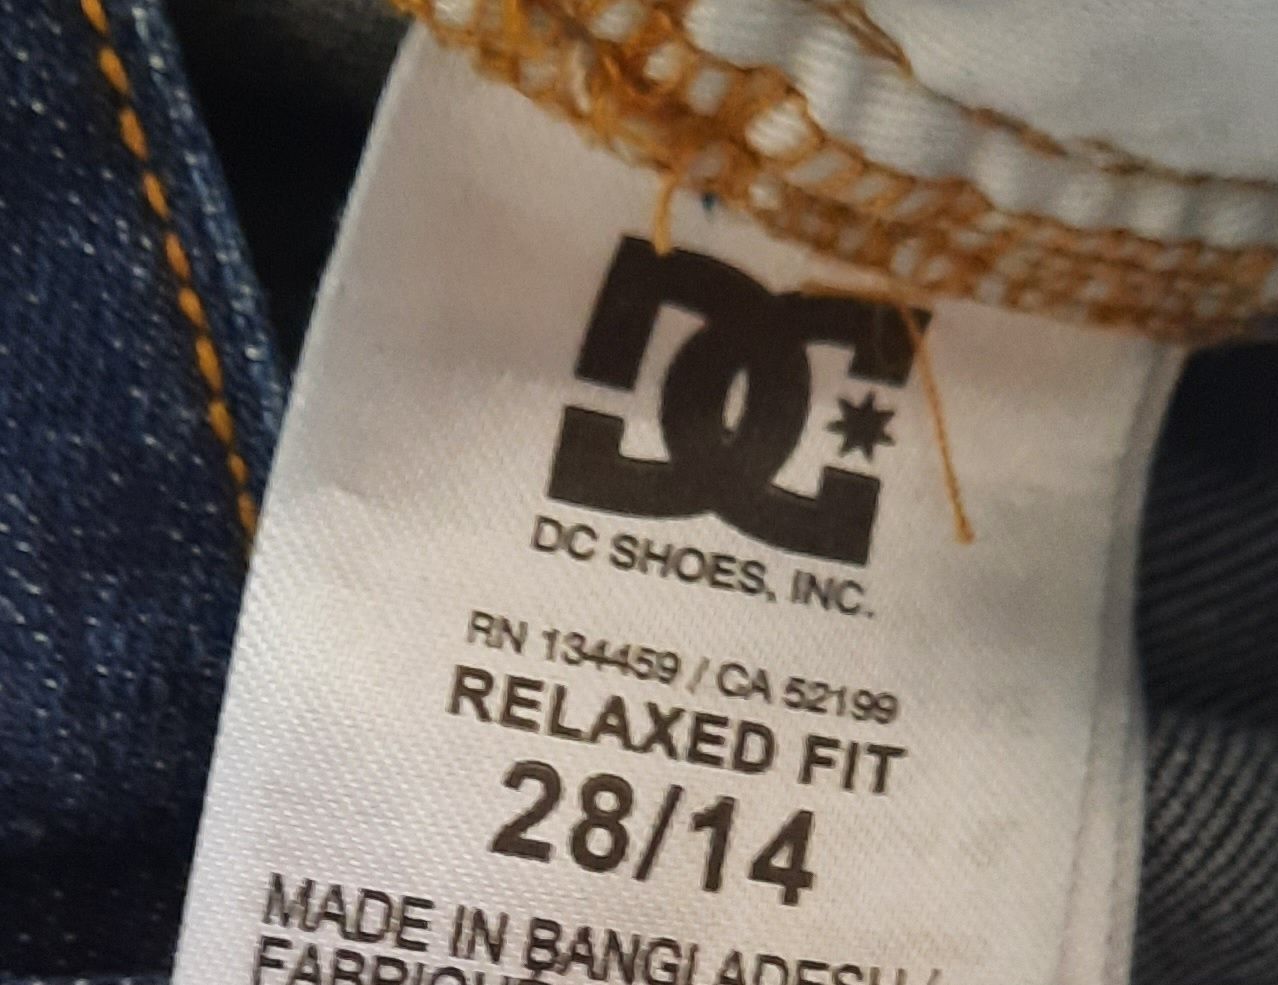 DC
DC SHOES, INC.
RN 134459 / CA 52199
RELAXED FIT
28/14
MADE IN BANGLADESH /